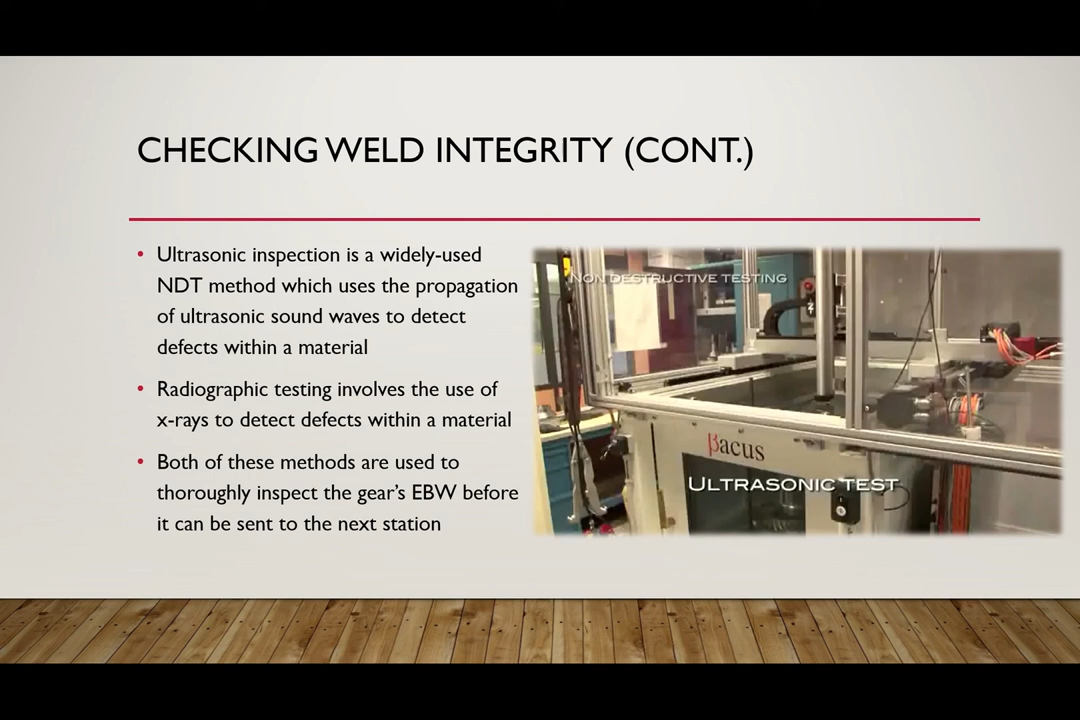 CHECKING WELD INTEGRITY (CONT.)
• Ultrasonic inspection is a widely-used
NDT method which uses the propagation
of ultrasonic sound waves to detect
defects within a material
• Radiographic testing involves the use of
x-rays to detect defects within a material
• Both of these methods are used to
thoroughly inspect the gear's EBW before
it can be sent to the next station
NON DESTRUCTIVE TESTING
βacus
ULTRASONIC TEST